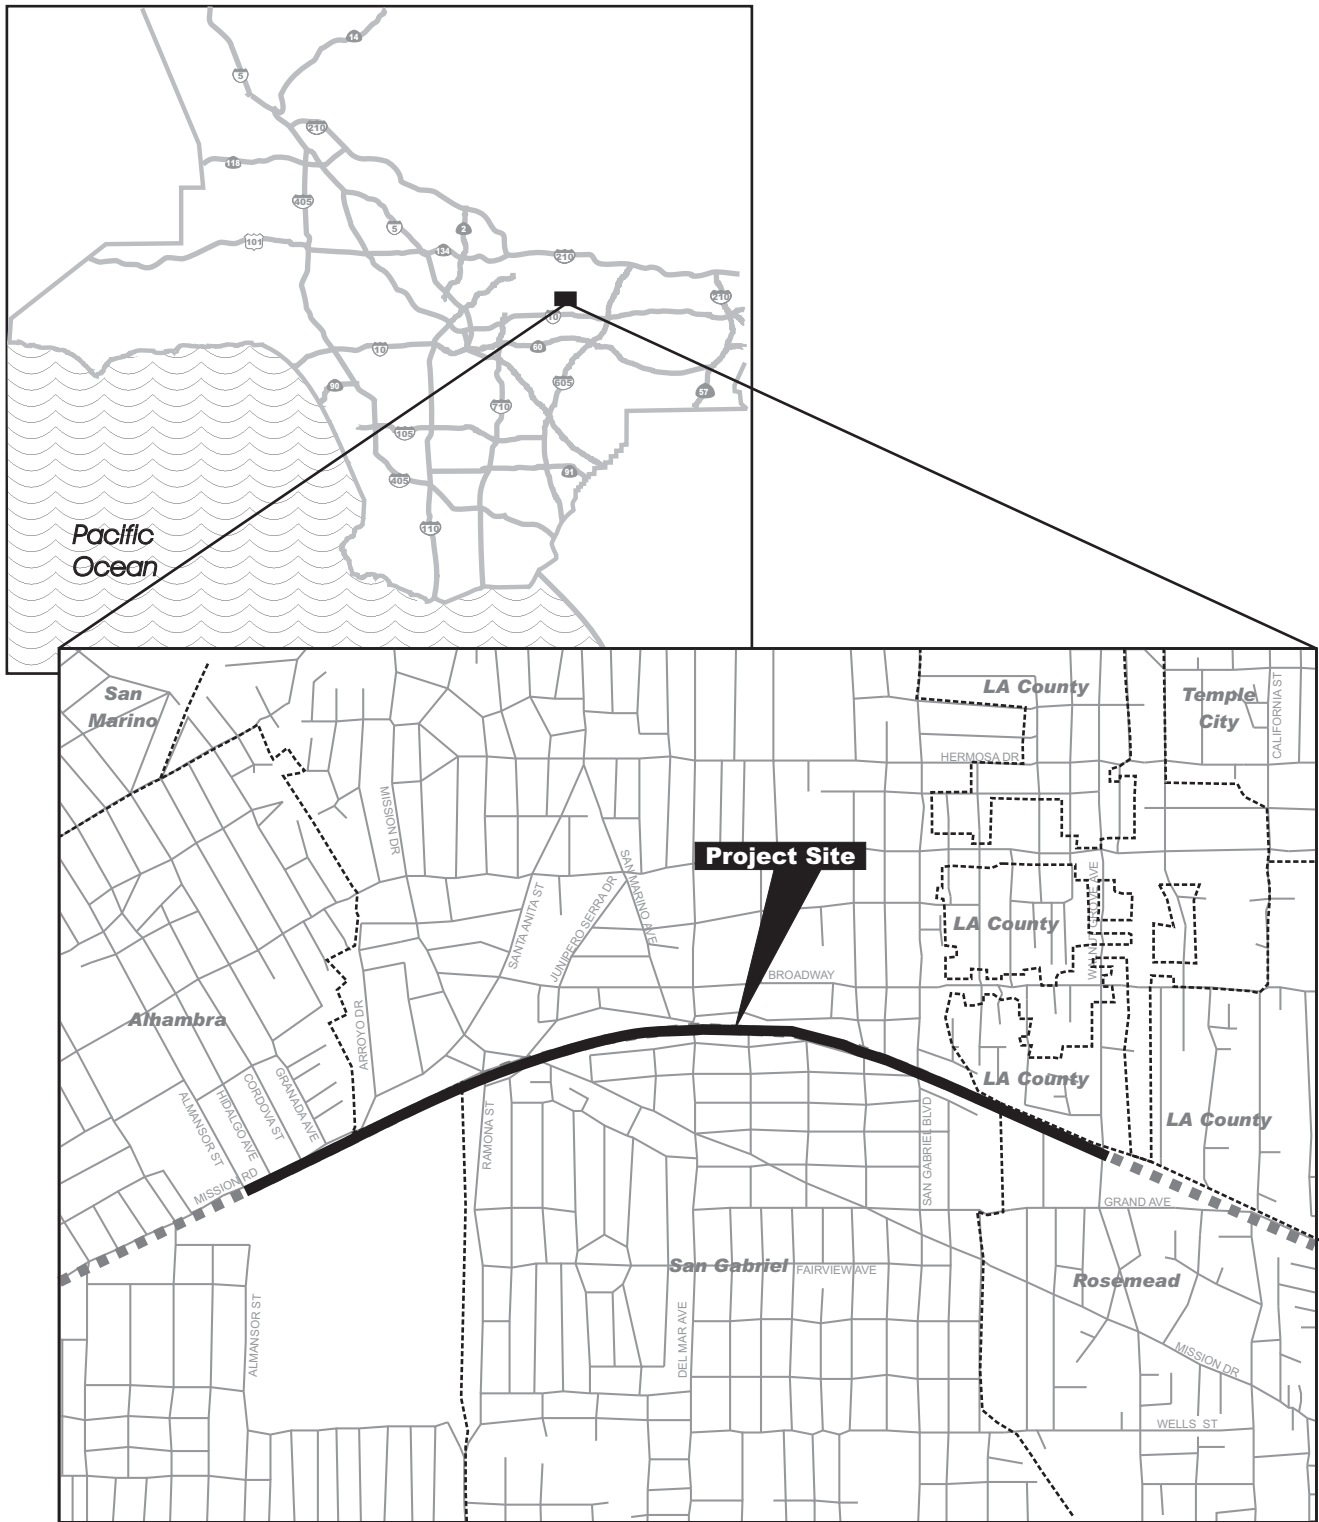 14
5
210
118
405
5
2
101
134
210
210
10
10
60
90
605
57
710
105
91
405
110
Pacific
Ocean
San
Marino
LA County
Temple
City
CALIFORNIA ST
HERMOSA DR
MISSION DR
Project Site
SAN MARINO AVE
SANTA ANITA ST
JUNIPERO SERRA DR
WALNUT GROVE AVE
LA County
BROADWAY
Alhambra
ARROYO DR
GRANADA AVE
CORDOVA ST
HIDALGO AVE
ALMANSOR ST
MISSION RD
RAMONA ST
SAN GABRIEL BLVD
LA County
LA County
GRAND AVE
San Gabriel
FAIRVIEW AVE
Rosemead
ALMANSOR ST
DEL MAR AVE
MISSION DR
WELLS ST